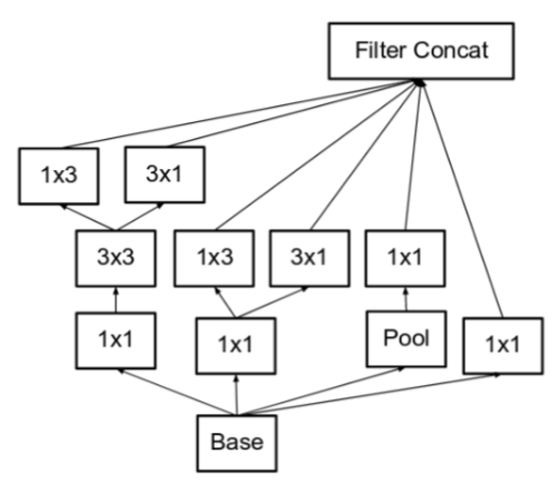 Filter Concat
1x3
3x1
3x3
1x3
3x1
1x1
1x1
1x1
Pool
1x1
Base